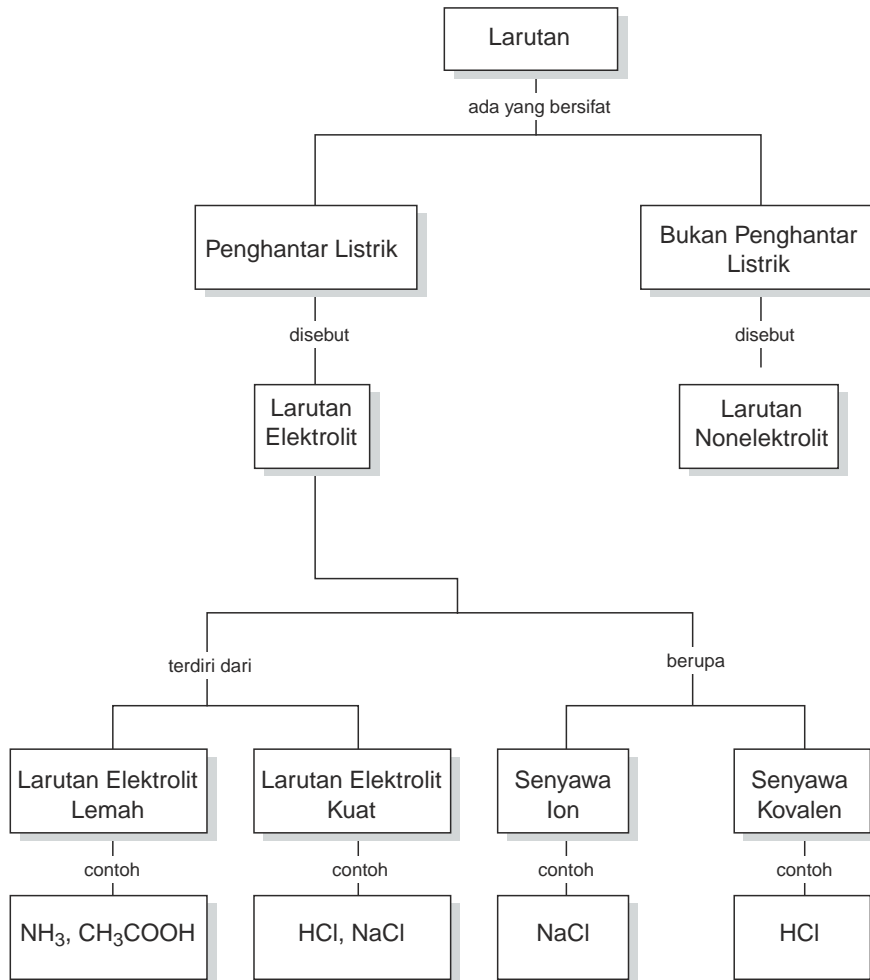 Larutan
ada yang bersifat
Penghantar Listrik
Bukan Penghantar
Listrik
disebut
disebut
Larutan
Elektrolit
Larutan
Nonelektrolit
terdiri dari
berupa
Larutan Elektrolit
Lemah
Larutan Elektrolit
Kuat
Senyawa
Ion
Senyawa
Kovalen
contoh
contoh
contoh
contoh
NH₃, CH₃COOH
HCl, NaCl
NaCl
HCl